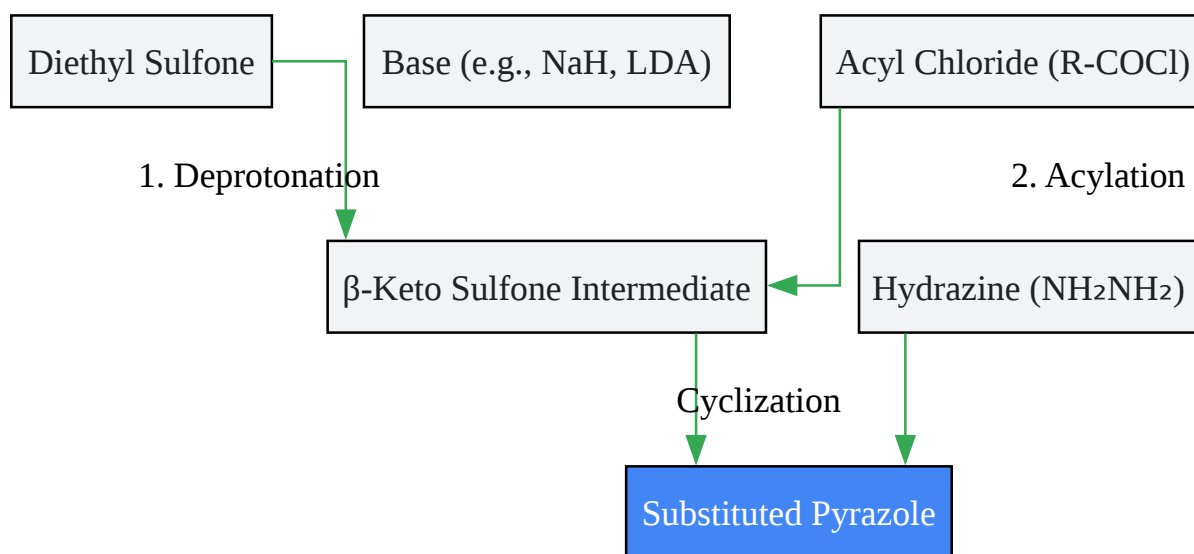 Diethyl Sulfone
Base (e.g., NaH, LDA)
Acyl Chloride (R-COCl)
1. Deprotonation
2. Acylation
β-Keto Sulfone Intermediate
Hydrazine (NH₂NH₂)
Cyclization
Substituted Pyrazole